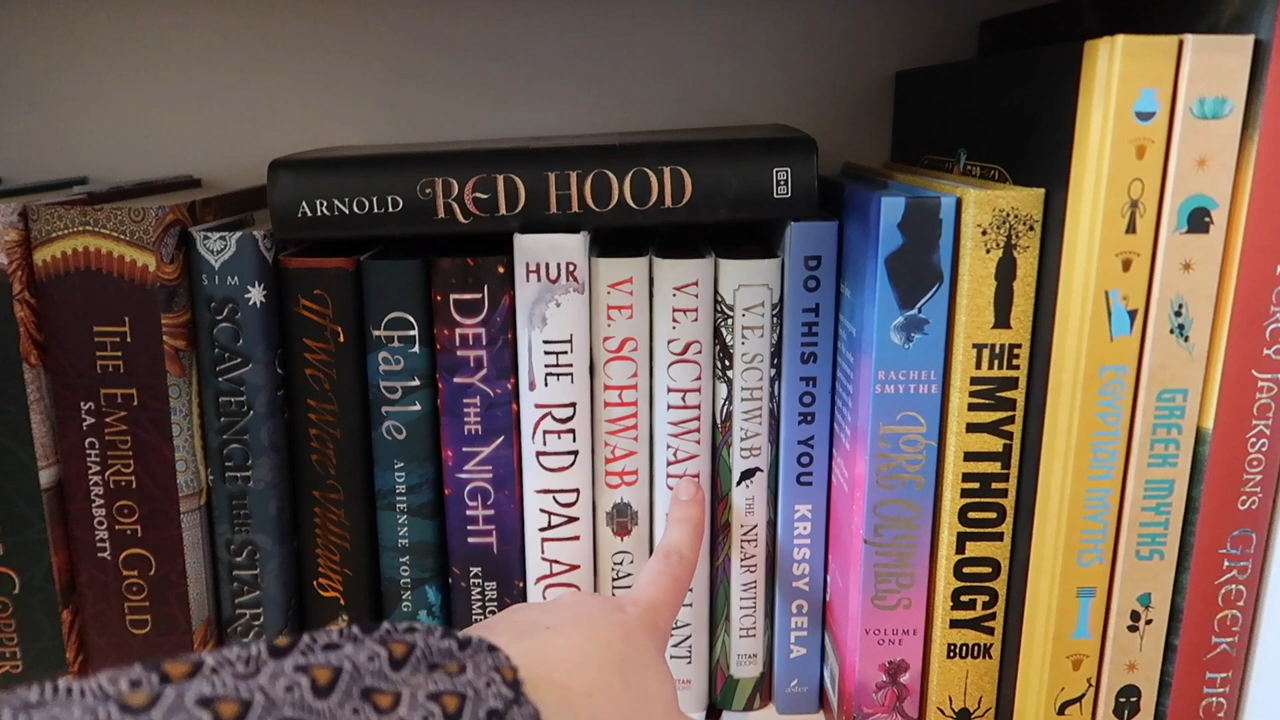 ARNOLD RED HOOD B+B
COPPER
THE EMPIRE OF GOLD
S.A. CHAKRABORTY
SIM
SCAVENGE THE STARS
If We Were Villains
Fable ADRIENNE YOUNG
DEFY THE NIGHT
HUR
THE RED
V.E. SCHWAB
V.E. SCHWAB
V.E. SCHWAB THE NEAR WITCH
TITAN
BOOKS
DO THIS FOR YOU KRISSY CELA
aster
RACHEL
SMYTHE
LORE OLYMPUS
VOLUME
ONE
THE MYTHOLOGY
BOOK
EGYPTIAN MYTHS
GREEK MYTHS
PERCY JACKSON'S GREEK